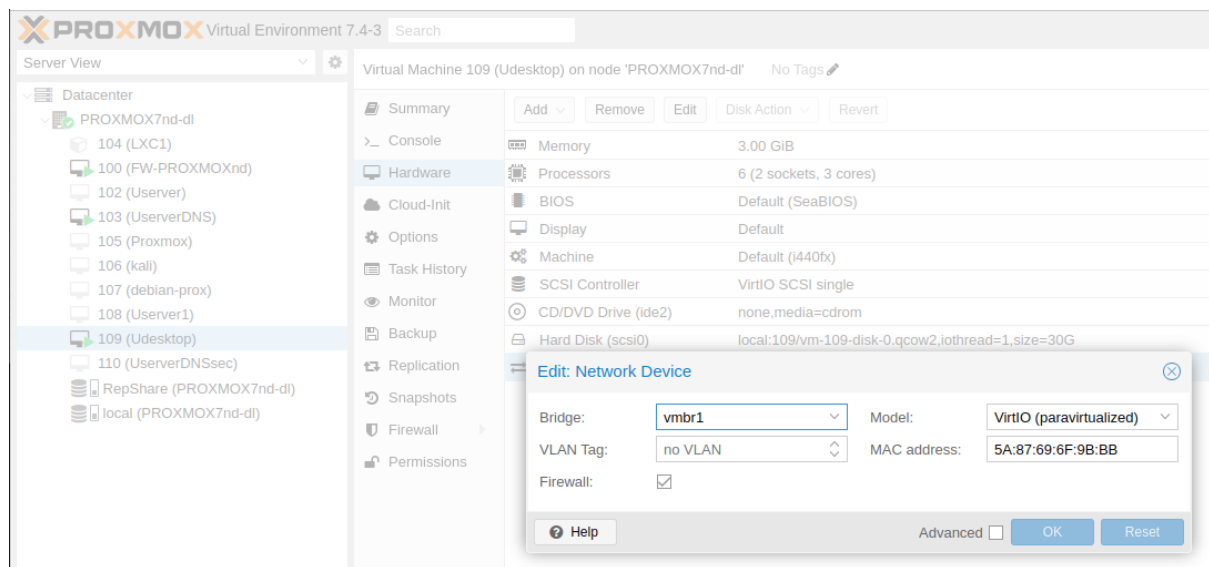 PROXMOX Virtual Environment 7.4-3 Search
Server View
Virtual Machine 109 (Udesktop) on node 'PROXMOX7nd-dl' No Tags
Datacenter
PROXMOX7nd-dl
104 (LXC1)
100 (FW-PROXMOXnd)
102 (Userver)
103 (UserverDNS)
105 (Proxmox)
106 (kali)
107 (debian-prox)
108 (Userver1)
109 (Udesktop)
110 (UserverDNSsec)
RepShare (PROXMOX7nd-dl)
local (PROXMOX7nd-dl)
Summary
Console
Hardware
Cloud-Init
Options
Task History
Monitor
Backup
Replication
Snapshots
Firewall
Permissions
Add Remove Edit Disk Action Revert
Memory 3.00 GiB
Processors 6 (2 sockets, 3 cores)
BIOS Default (SeaBIOS)
Display Default
Machine Default (i440fx)
SCSI Controller VirtIO SCSI single
CD/DVD Drive (ide2) none,media=cdrom
Hard Disk (scsi0) local:109/vm-109-disk-0.qcow2,iothread=1,size=30G
Edit: Network Device
Bridge: vmbr1 Model: VirtIO (paravirtualized)
VLAN Tag: no VLAN MAC address: 5A:87:69:6F:9B:BB
Firewall:
Help Advanced OK Reset